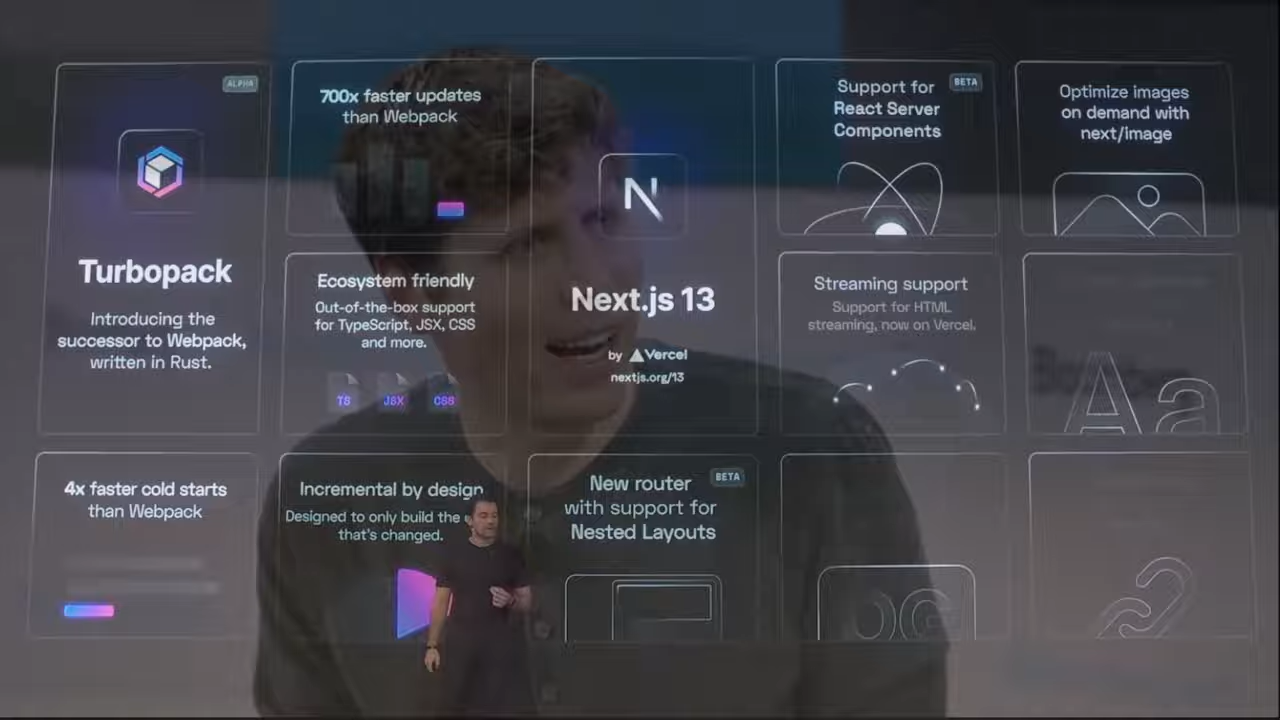 ALPHA
Turbopack
Introducing the
successor to Webpack,
written in Rust.
4x faster cold starts
than Webpack
700x faster updates
than Webpack
Ecosystem friendly
Out-of-the-box support
for TypeScript, JSX, CSS
and more.
TS JSX CSS
Incremental by design
Designed to only build the
that's changed.
N
Next.js 13
by Vercel
nextjs.org/13
New router
BETA
with support for
Nested Layouts
Support for
BETA
React Server
Components
Streaming support
Support for HTML
streaming, now on Vercel.
OG
Optimize images
on demand with
next/image
Aa